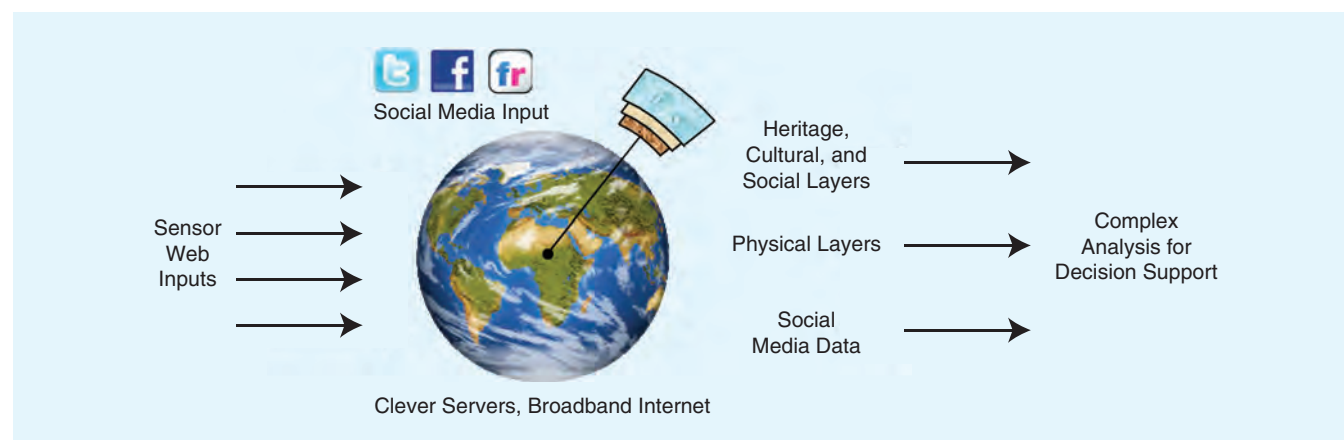 t
f
fr
Social Media Input
Sensor
Web
Inputs
Clever Servers, Broadband Internet
Heritage,
Cultural, and
Social Layers
Physical Layers
Social
Media Data
Complex
Analysis for
Decision Support